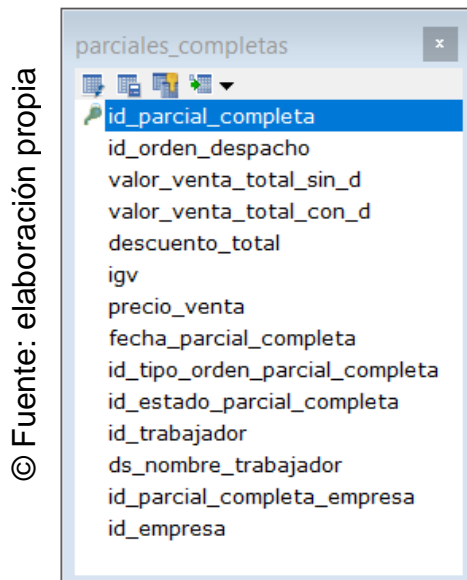 © Fuente: elaboración propia
parciales_completas
x
id_parcial_completa
id_orden_despacho
valor_venta_total_sin_d
valor_venta_total_con_d
descuento_total
igv
precio_venta
fecha_parcial_completa
id_tipo_orden_parcial_completa
id_estado_parcial_completa
id_trabajador
ds_nombre_trabajador
id_parcial_completa_empresa
id_empresa